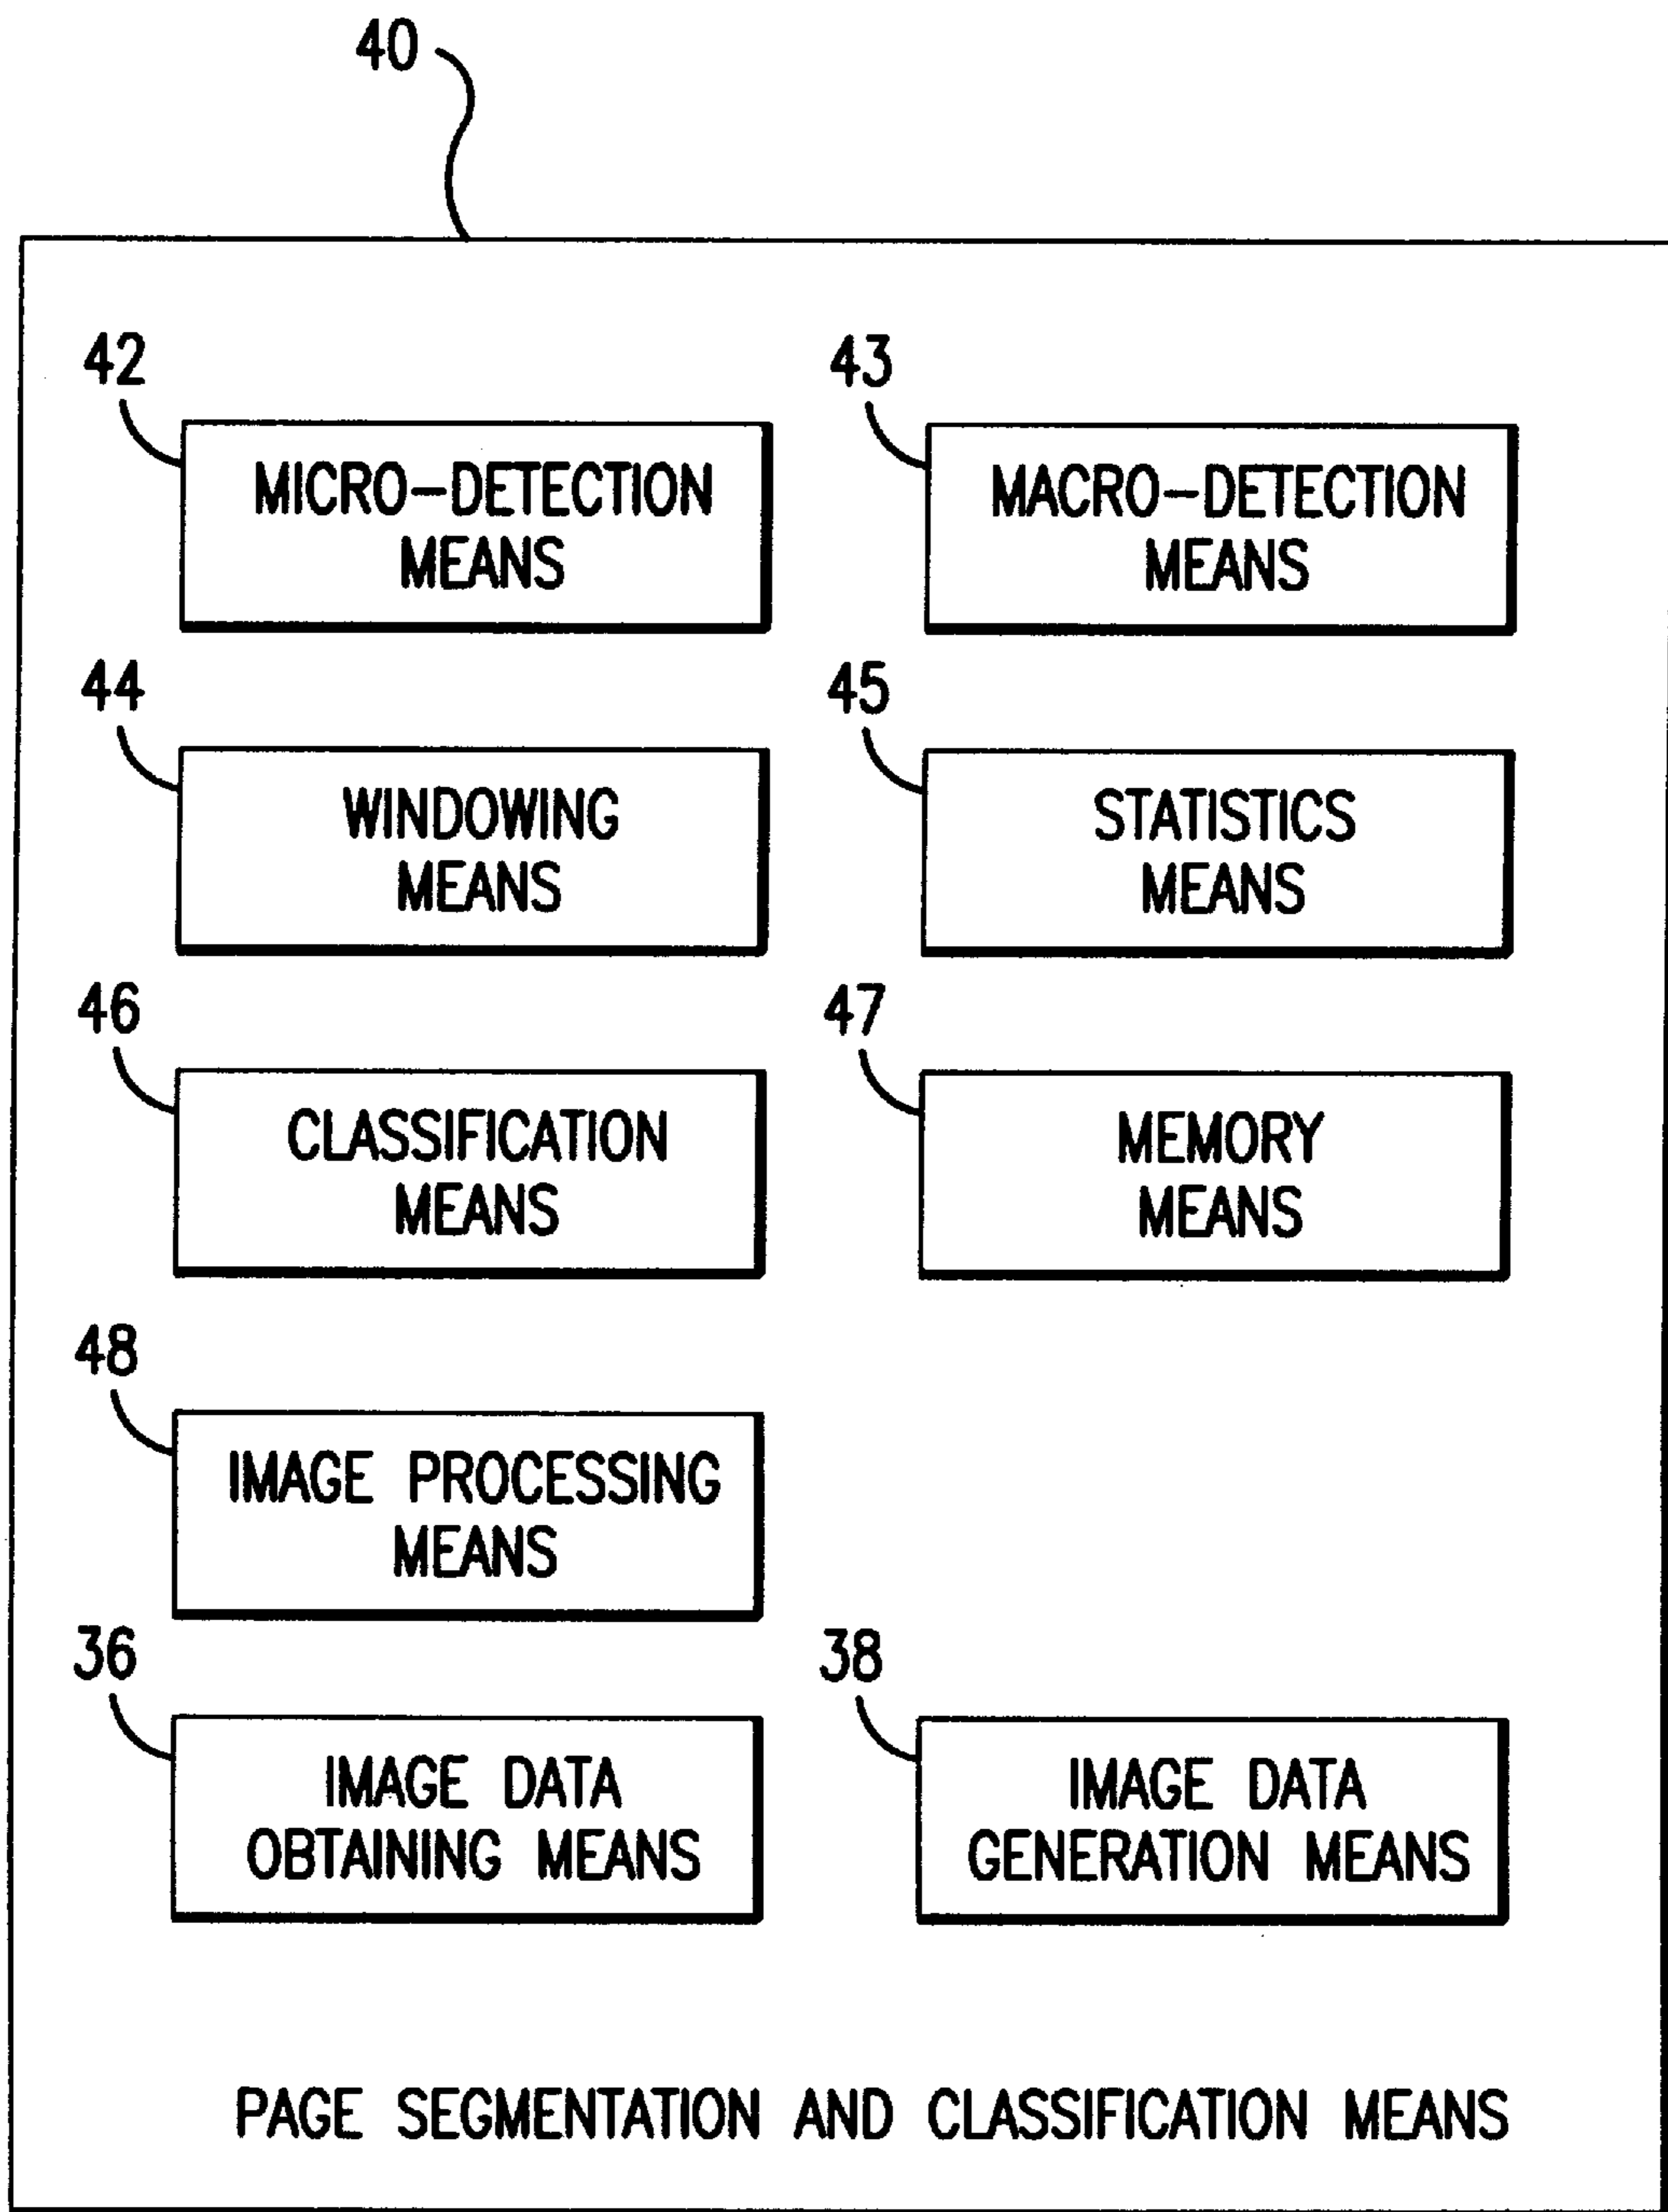 40
42
MICRO-DETECTION
MEANS
43
MACRO-DETECTION
MEANS
44
WINDOWING
MEANS
45
STATISTICS
MEANS
46
CLASSIFICATION
MEANS
47
MEMORY
MEANS
48
IMAGE PROCESSING
MEANS
36
IMAGE DATA
OBTAINING MEANS
38
IMAGE DATA
GENERATION MEANS
PAGE SEGMENTATION AND CLASSIFICATION MEANS